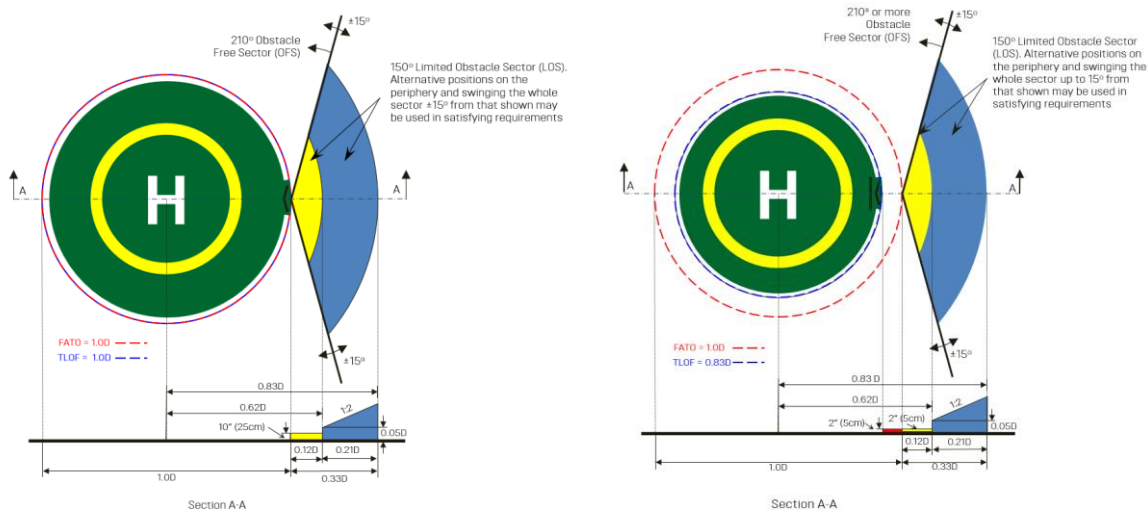 ±15º
210º Obstacle
Free Sector (OFS)
150º Limited Obstacle Sector (LOS).
Alternative positions on the
periphery and swinging the whole
sector ±15º from that shown may
be used in satisfying requirements
A
A
H
FATO = 1.0D
TLOF = 1.0D
±15º
0.83D
0.62D
1:2
10" (25cm)
0.05D
0.12D
0.21D
1.0D
0.33D
Section A-A
±15º
210º or more
Obstacle
Free Sector (OFS)
150º Limited Obstacle Sector
(LOS). Alternative positions on
the periphery and swinging the
whole sector up to 15º from
that shown may be used in
satisfying requirements
A
A
H
FATO = 1.0D
TLOF = 0.83D
±15º
0.83 D
0.62D
1:2
2" (5cm)
2" (5cm)
0.05D
0.12D
0.21D
1.0D
0.33D
Section A-A